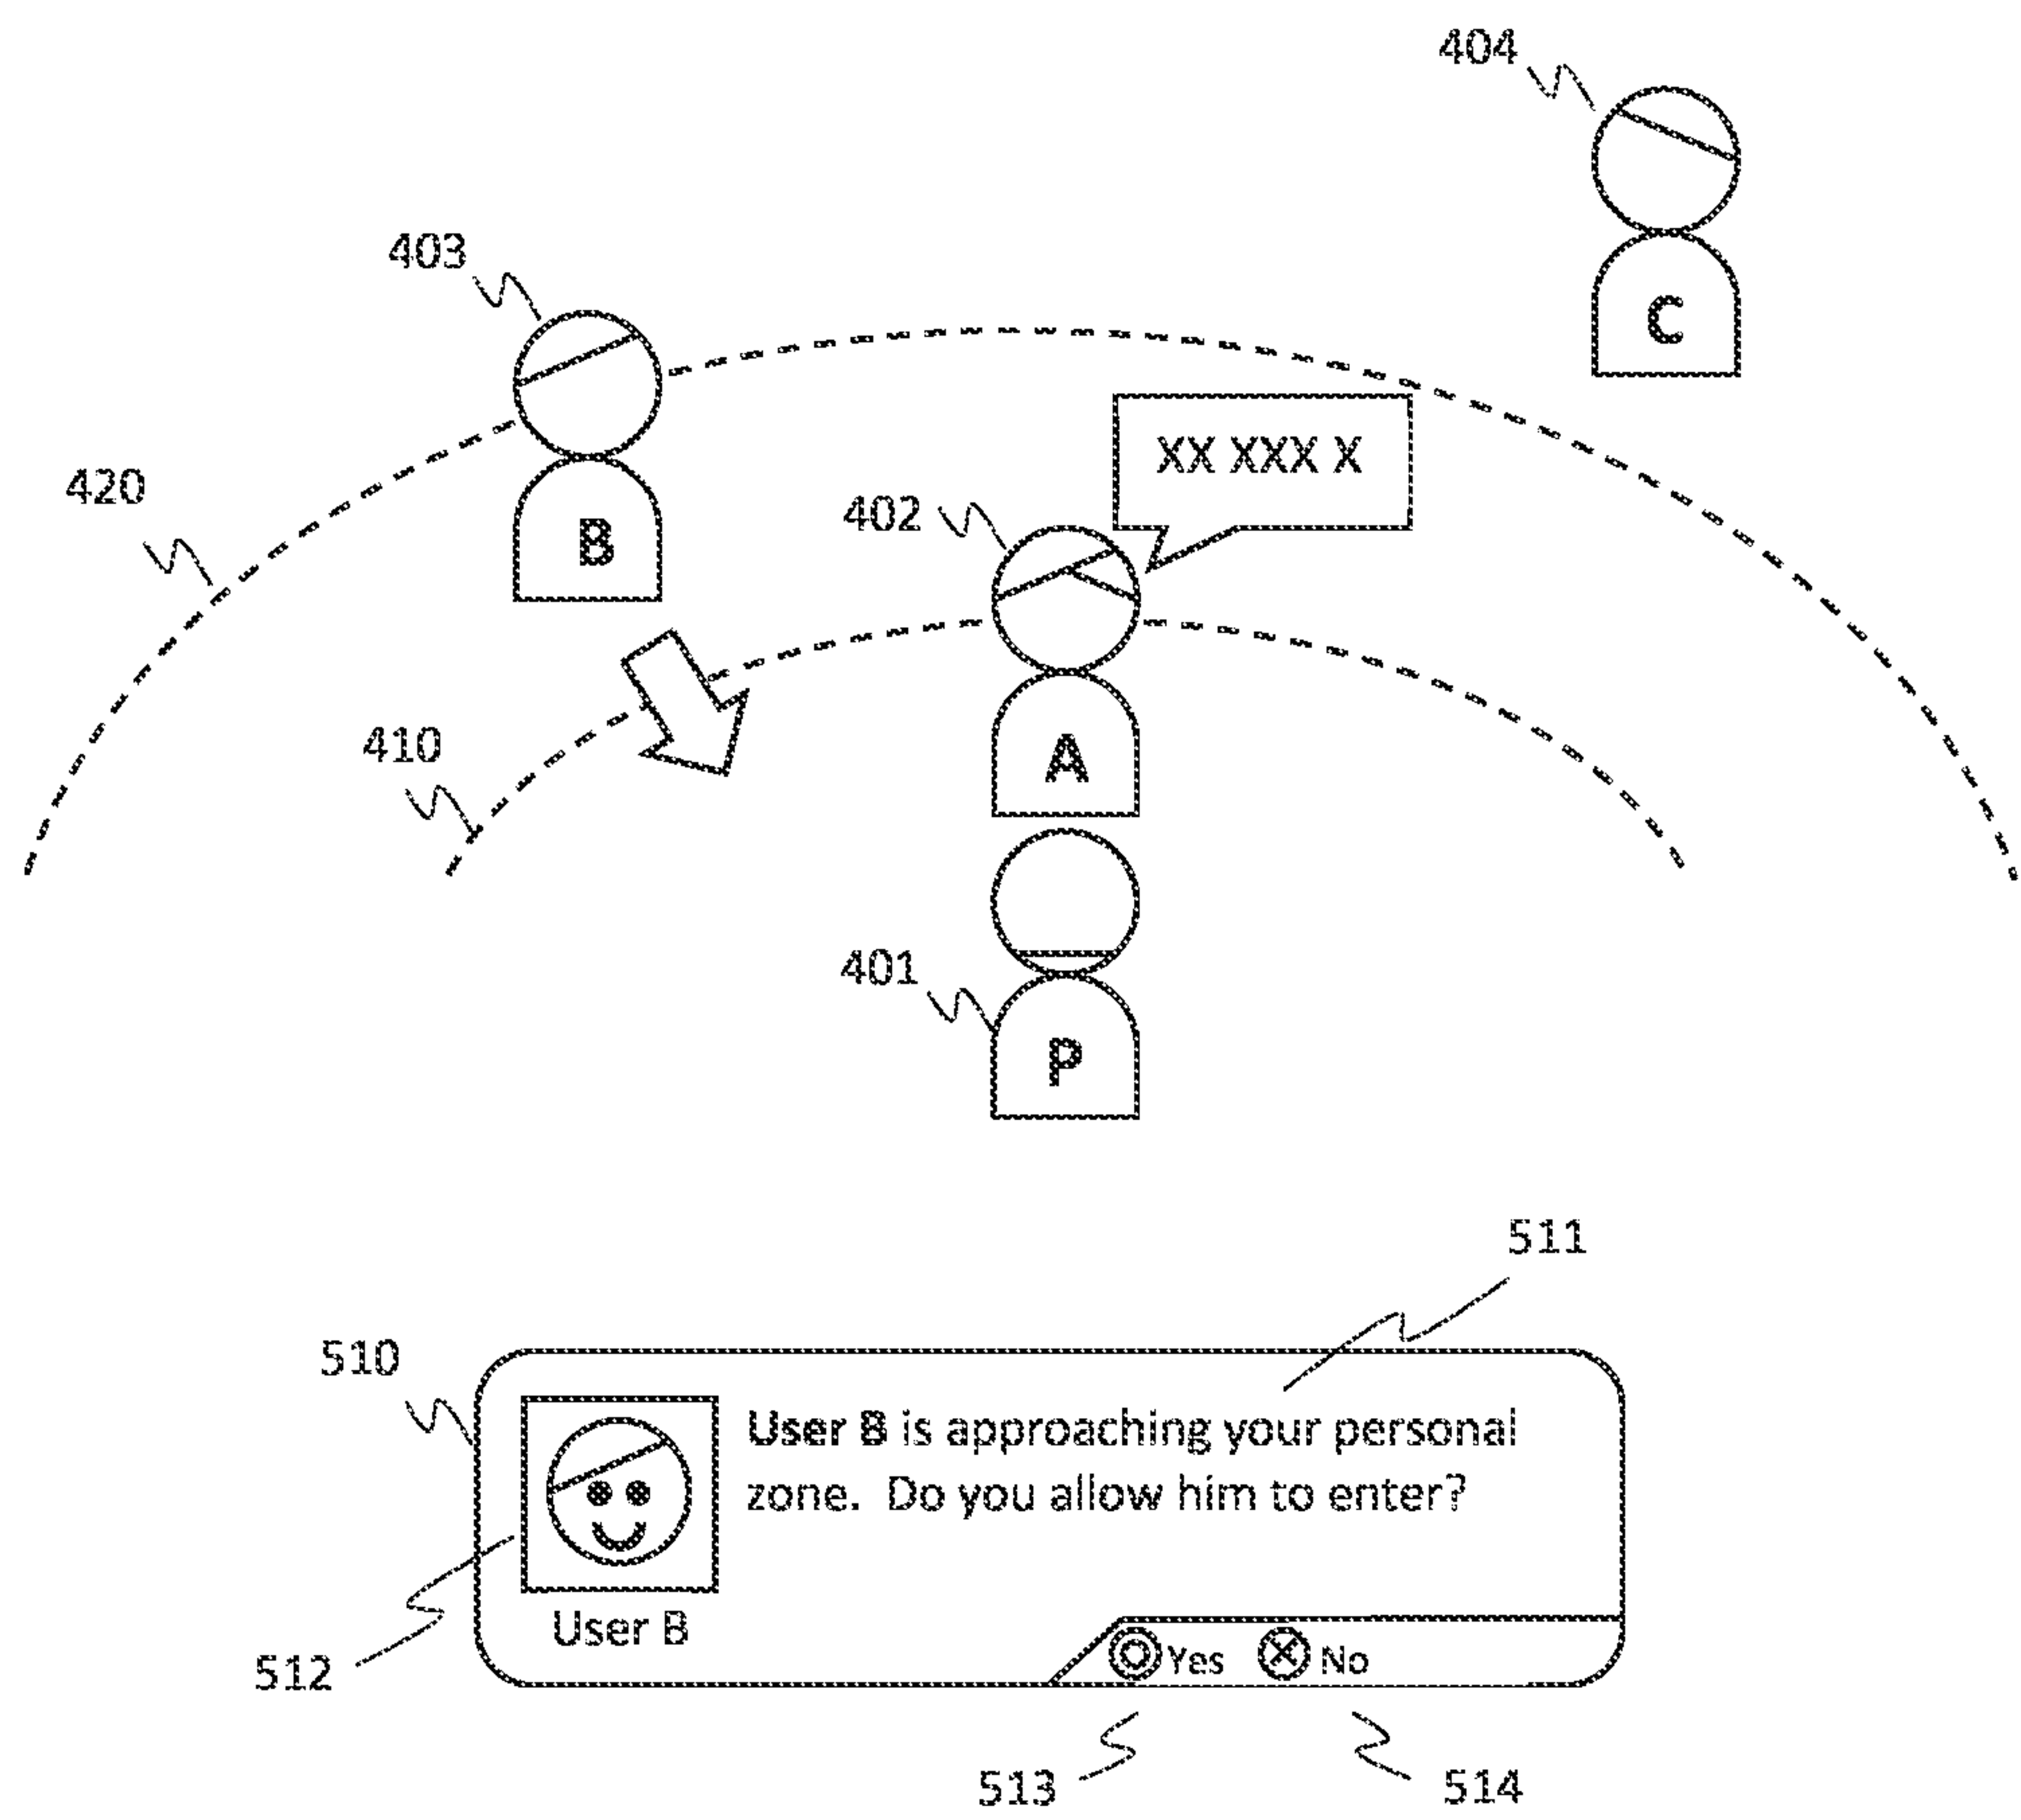 404
403
C
XX XXX X
420
402
B
410
A
401
P
511
510
User B is approaching your personal
zone. Do you allow him to enter?
User B
Yes No
512
513
514